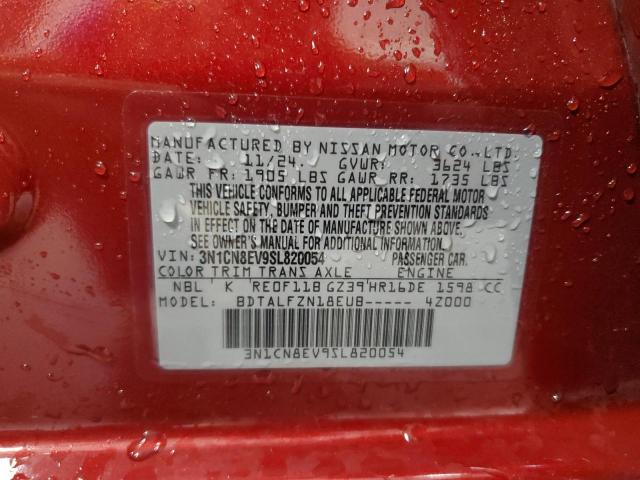 MANUFACTURED BY NISSAN MOTOR CO.,LTD.
DATE: 11/24. GVWR: 3624 LBS
GAWR FR: 1905 LBS GAWR RR: 1735 LBS
THIS VEHICLE CONFORMS TO ALL APPLICABLE FEDERAL MOTOR
VEHICLE SAFETY, BUMPER AND THEFT PREVENTION STANDARDS
IN EFFECT ON THE DATE OF MANUFACTURE SHOWN ABOVE.
SEE OWNER'S MANUAL FOR ADDITIONAL INFORMATION.
VIN: 3N1CN8EV9SL820054 PASSENGER CAR.
COLOR TRIM TRANS AXLE ENGINE
NBL K RE0F11B GZ39 HR16DE 1598 CC
MODEL: BDTALFZN18EUB----- 4Z000
3N1CN8EV9SL820054